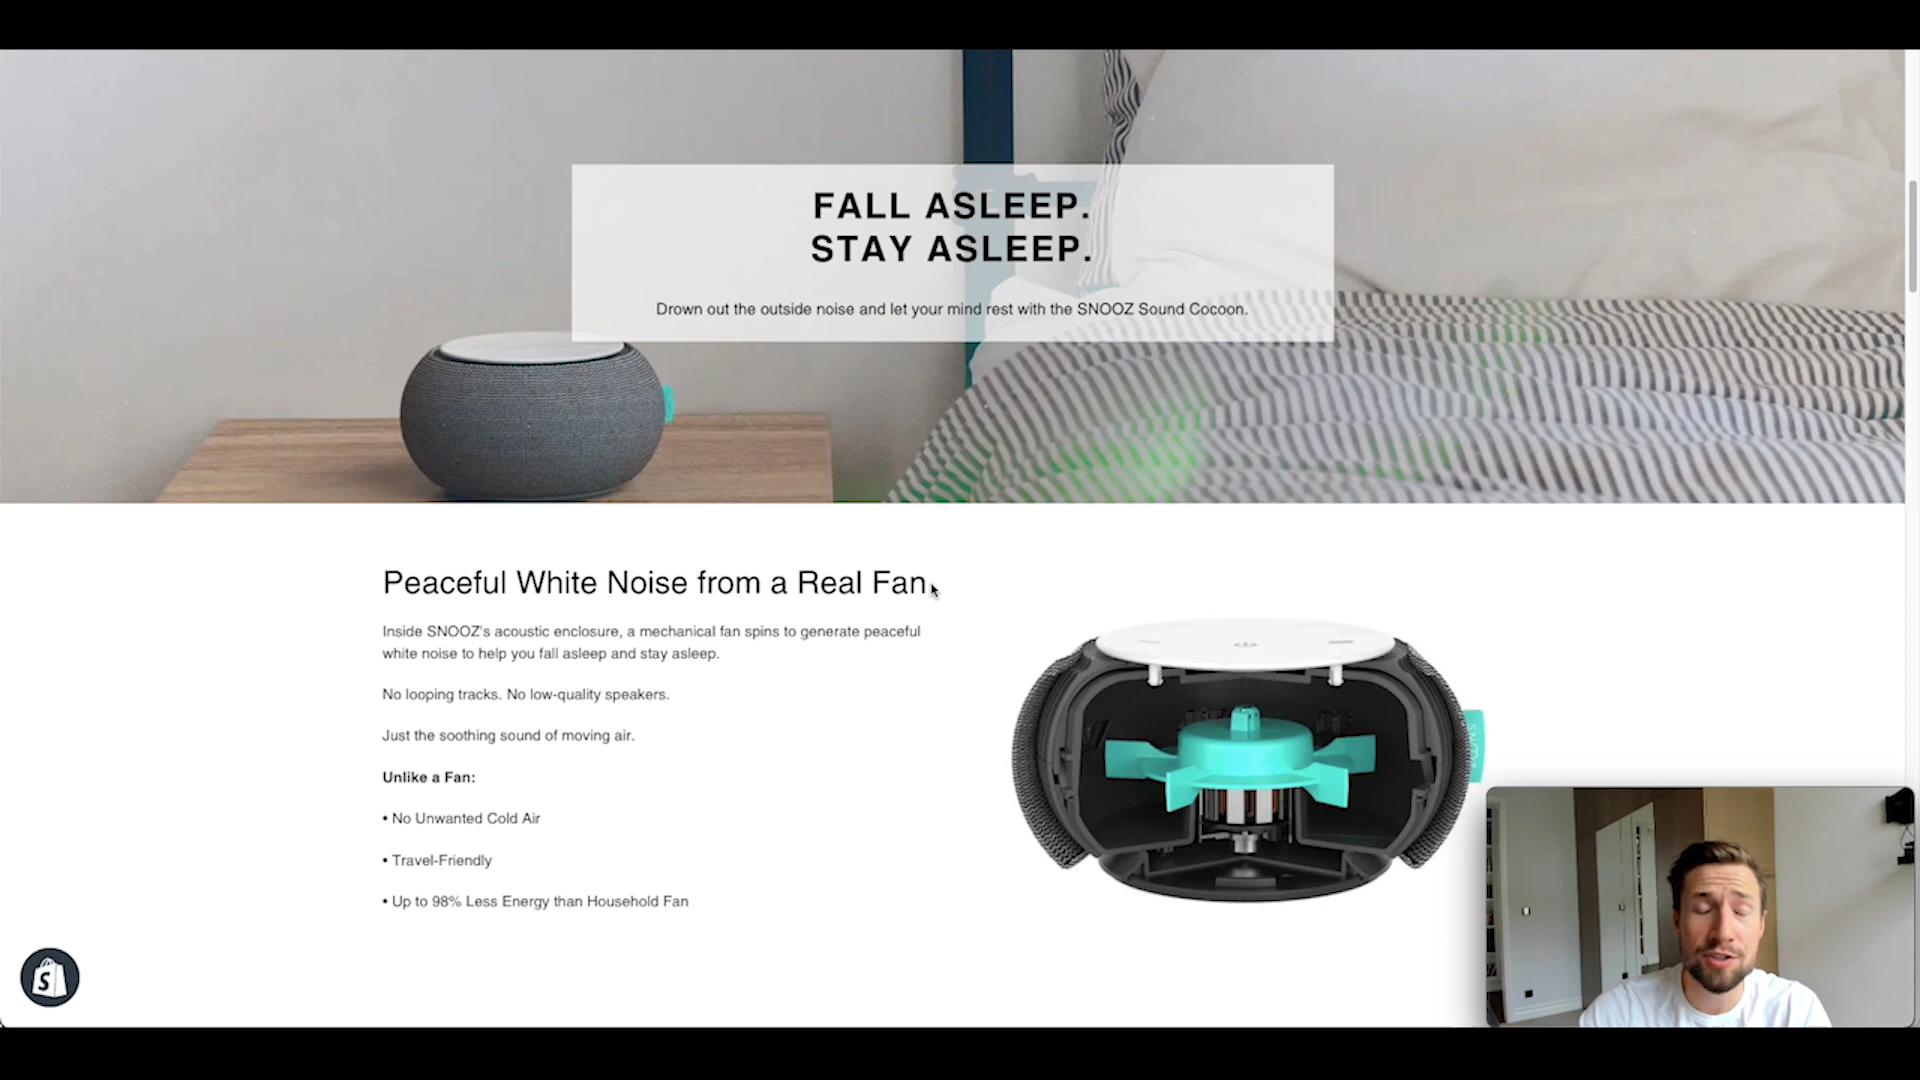 FALL ASLEEP.
STAY ASLEEP.
Drown out the outside noise and let your mind rest with the SNOOZ Sound Cocoon.
Peaceful White Noise from a Real Fan
Inside SNOOZ's acoustic enclosure, a mechanical fan spins to generate peaceful
white noise to help you fall asleep and stay asleep.
No looping tracks. No low-quality speakers.
Just the soothing sound of moving air.
Unlike a Fan:
• No Unwanted Cold Air
• Travel-Friendly
• Up to 98% Less Energy than Household Fan
SNOOZ
S